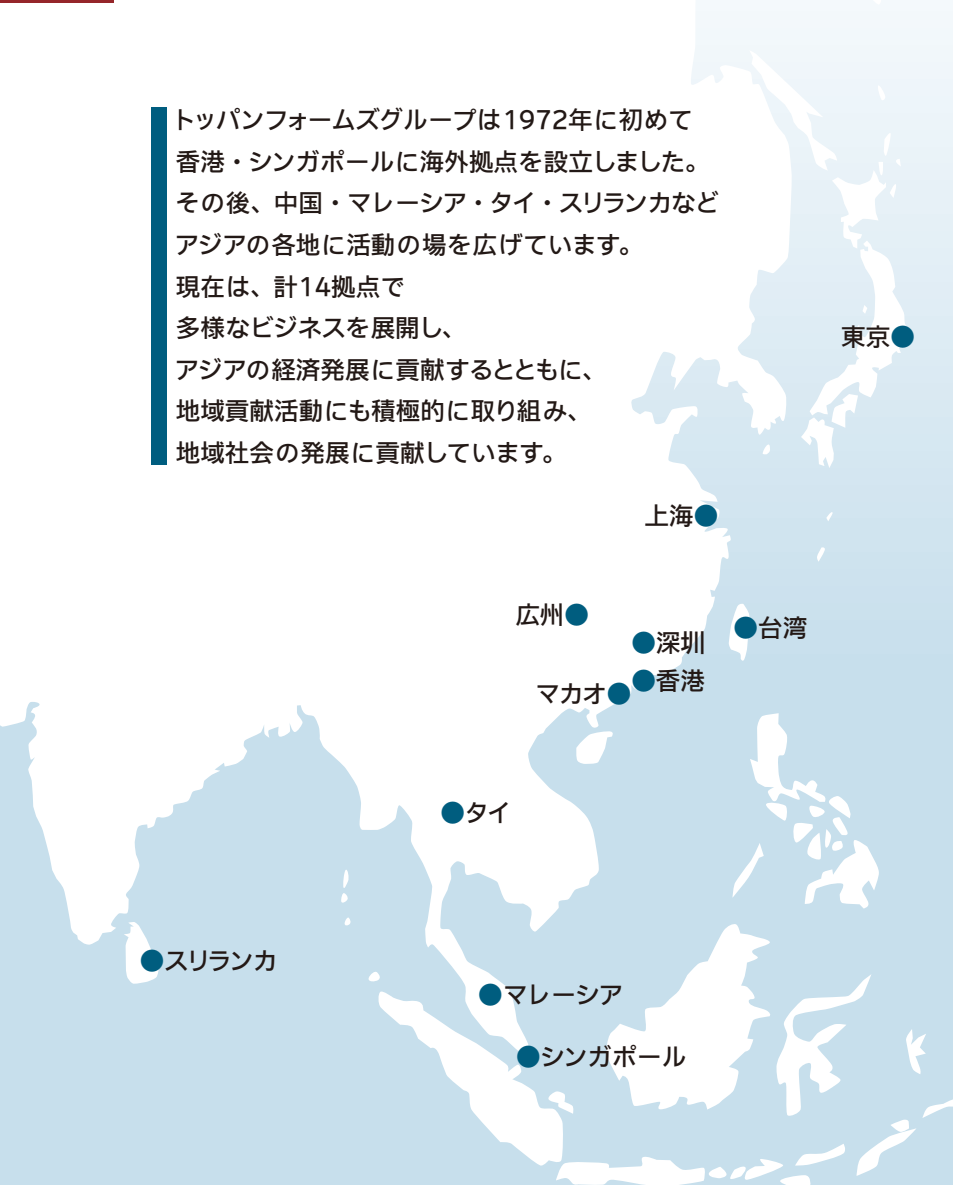 トッパンフォームズグループは1972年に初めて
香港・シンガポールに海外拠点を設立しました。
その後、中国・マレーシア・タイ・スリランカなど
アジアの各地に活動の場を広げています。
現在は、計14拠点で
多様なビジネスを展開し、
アジアの経済発展に貢献するとともに、
地域貢献活動にも積極的に取り組み、
地域社会の発展に貢献しています。
東京
上海
広州
台湾
深圳
香港
マカオ
タイ
スリランカ
マレーシア
シンガポール